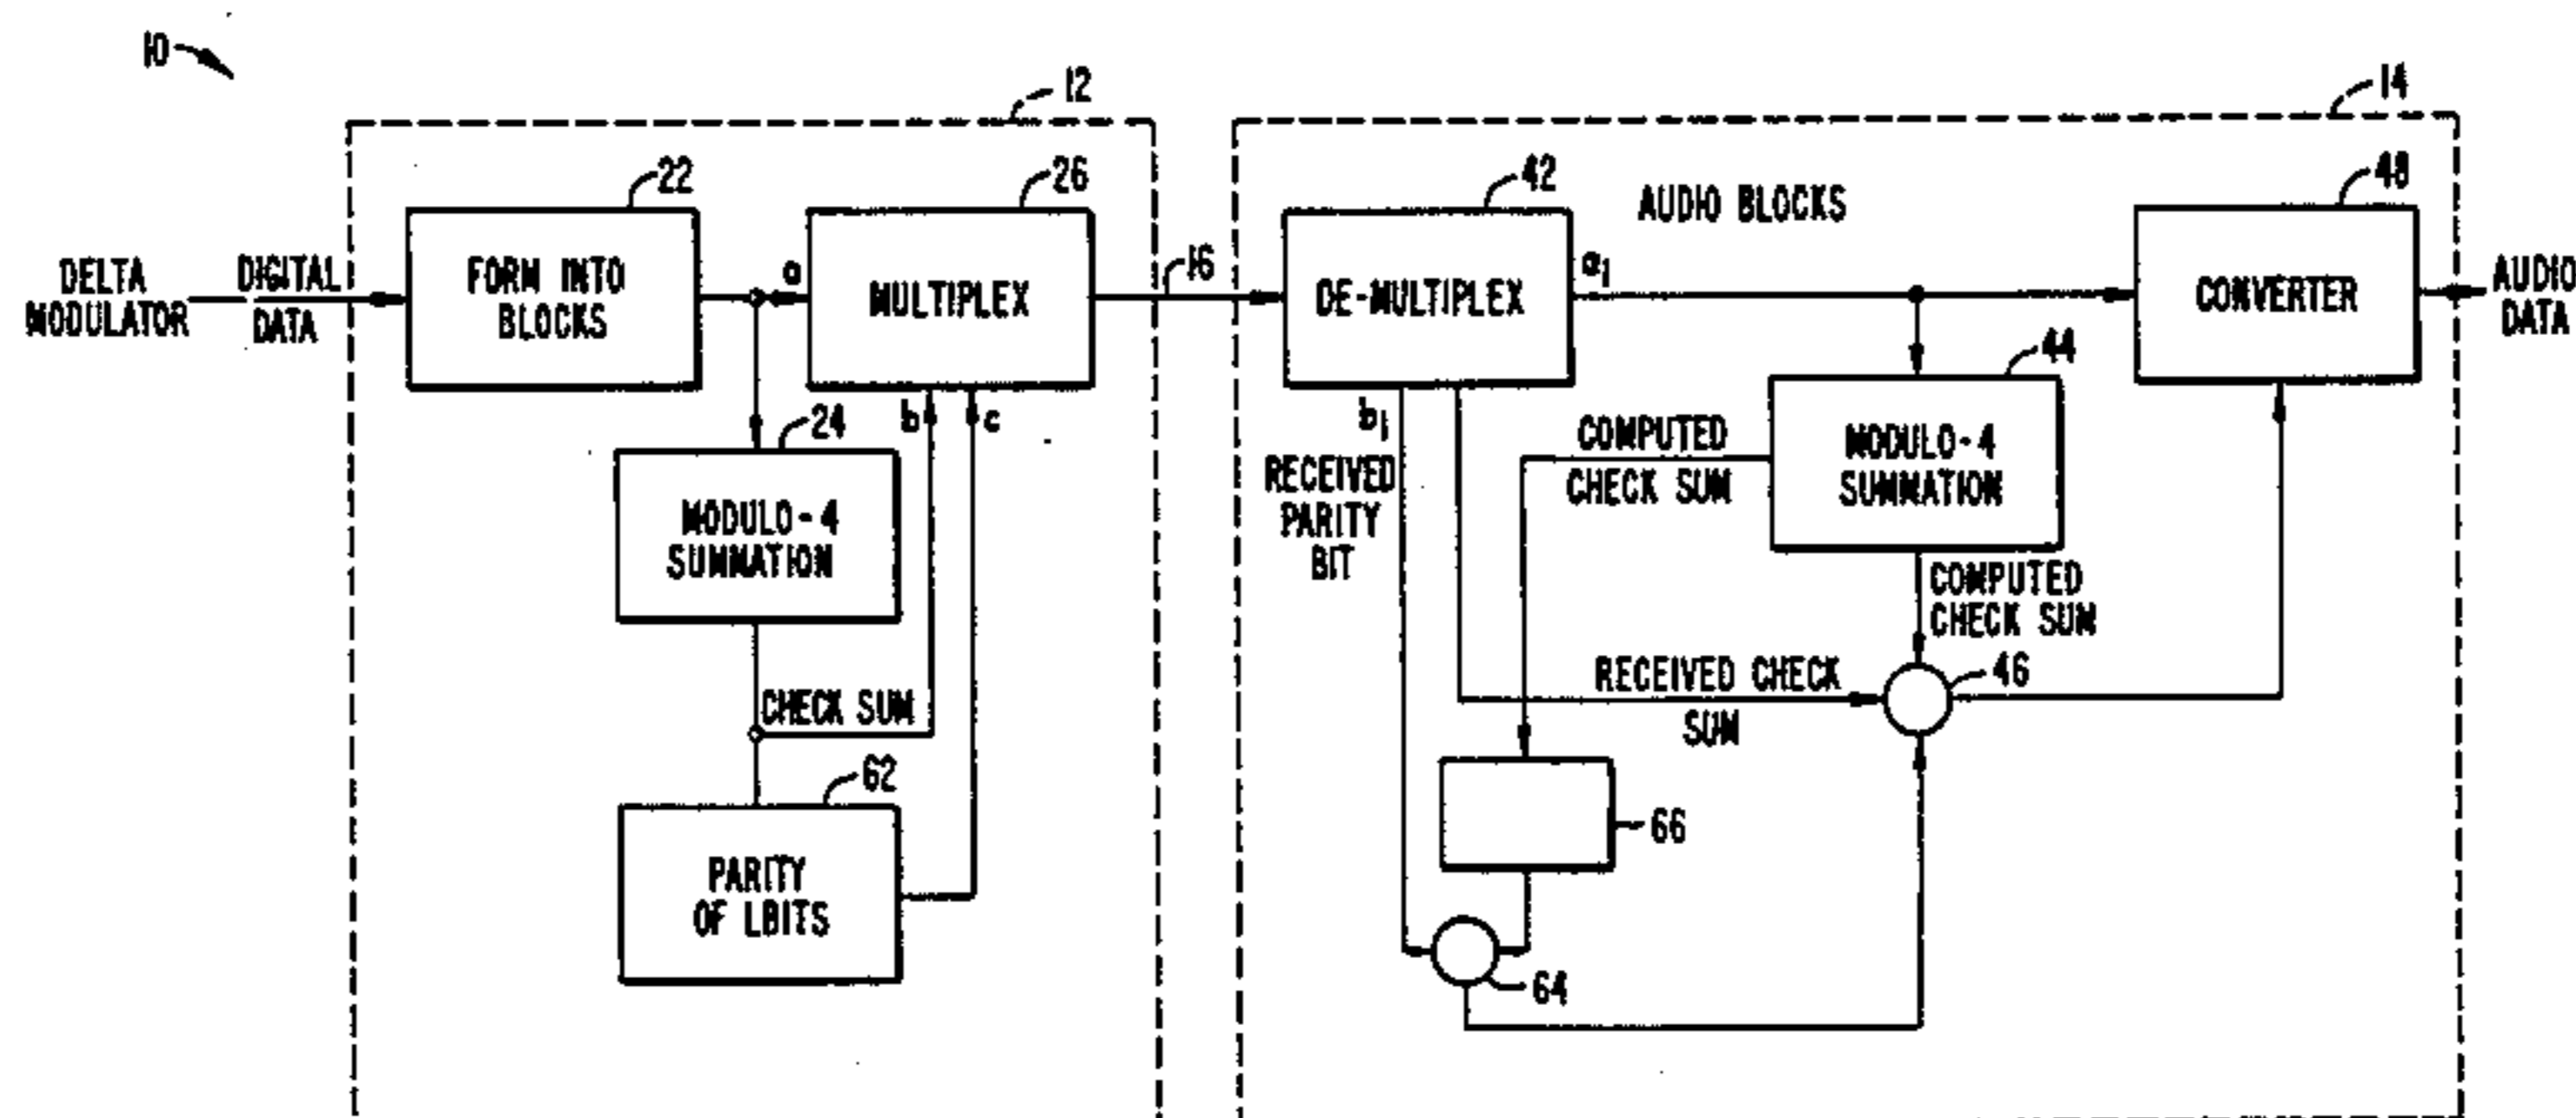 10
12
14
22
26
42
AUDIO BLOCKS
48
DELTA
MODULATOR
DIGITAL
DATA
FORM INTO
BLOCKS
a
MULTIPLEX
16
DE-MULTIPLEX
a1
CONVERTER
AUDIO
DATA
24
b
c
b1
RECEIVED
PARITY
BIT
COMPUTED
CHECK SUM
44
MODULO-4
SUMMATION
MODULO-4
SUMMATION
COMPUTED
CHECK SUM
CHECK SUM
RECEIVED CHECK
SUM
46
62
PARITY
OF LBITS
66
64